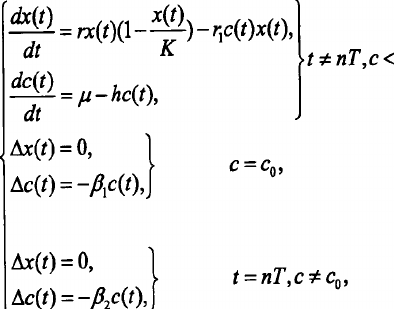 dx(t)/dt = rx(t)(1 - x(t)/K) - r₁c(t)x(t),
dc(t)/dt = μ - hc(t),
t ≠ nT, c <
Δx(t) = 0,
Δc(t) = -β₁c(t),
c = c₀,
Δx(t) = 0,
Δc(t) = -β₂c(t),
t = nT, c ≠ c₀,